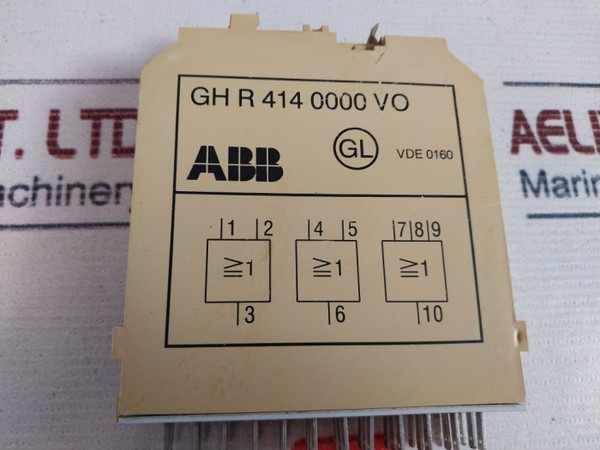 GH R 414 0000 VO
ABB GL VDE 0160
1 2 4 5 7 8 9
≧1 ≧1 ≧1
3 6 10
T. LTD
achinery
Marin